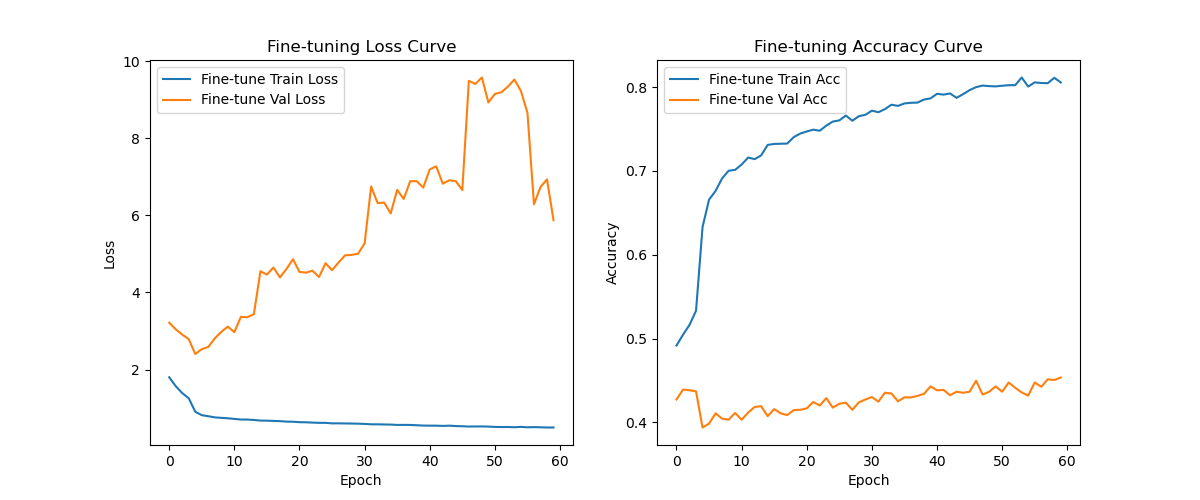 Fine-tuning Loss Curve
Fine-tune Train Loss
Fine-tune Val Loss
10
8
6
4
2
Loss
0
10
20
30
40
50
60
Epoch
Fine-tuning Accuracy Curve
Fine-tune Train Acc
Fine-tune Val Acc
0.8
0.7
0.6
0.5
0.4
Accuracy
0
10
20
30
40
50
60
Epoch